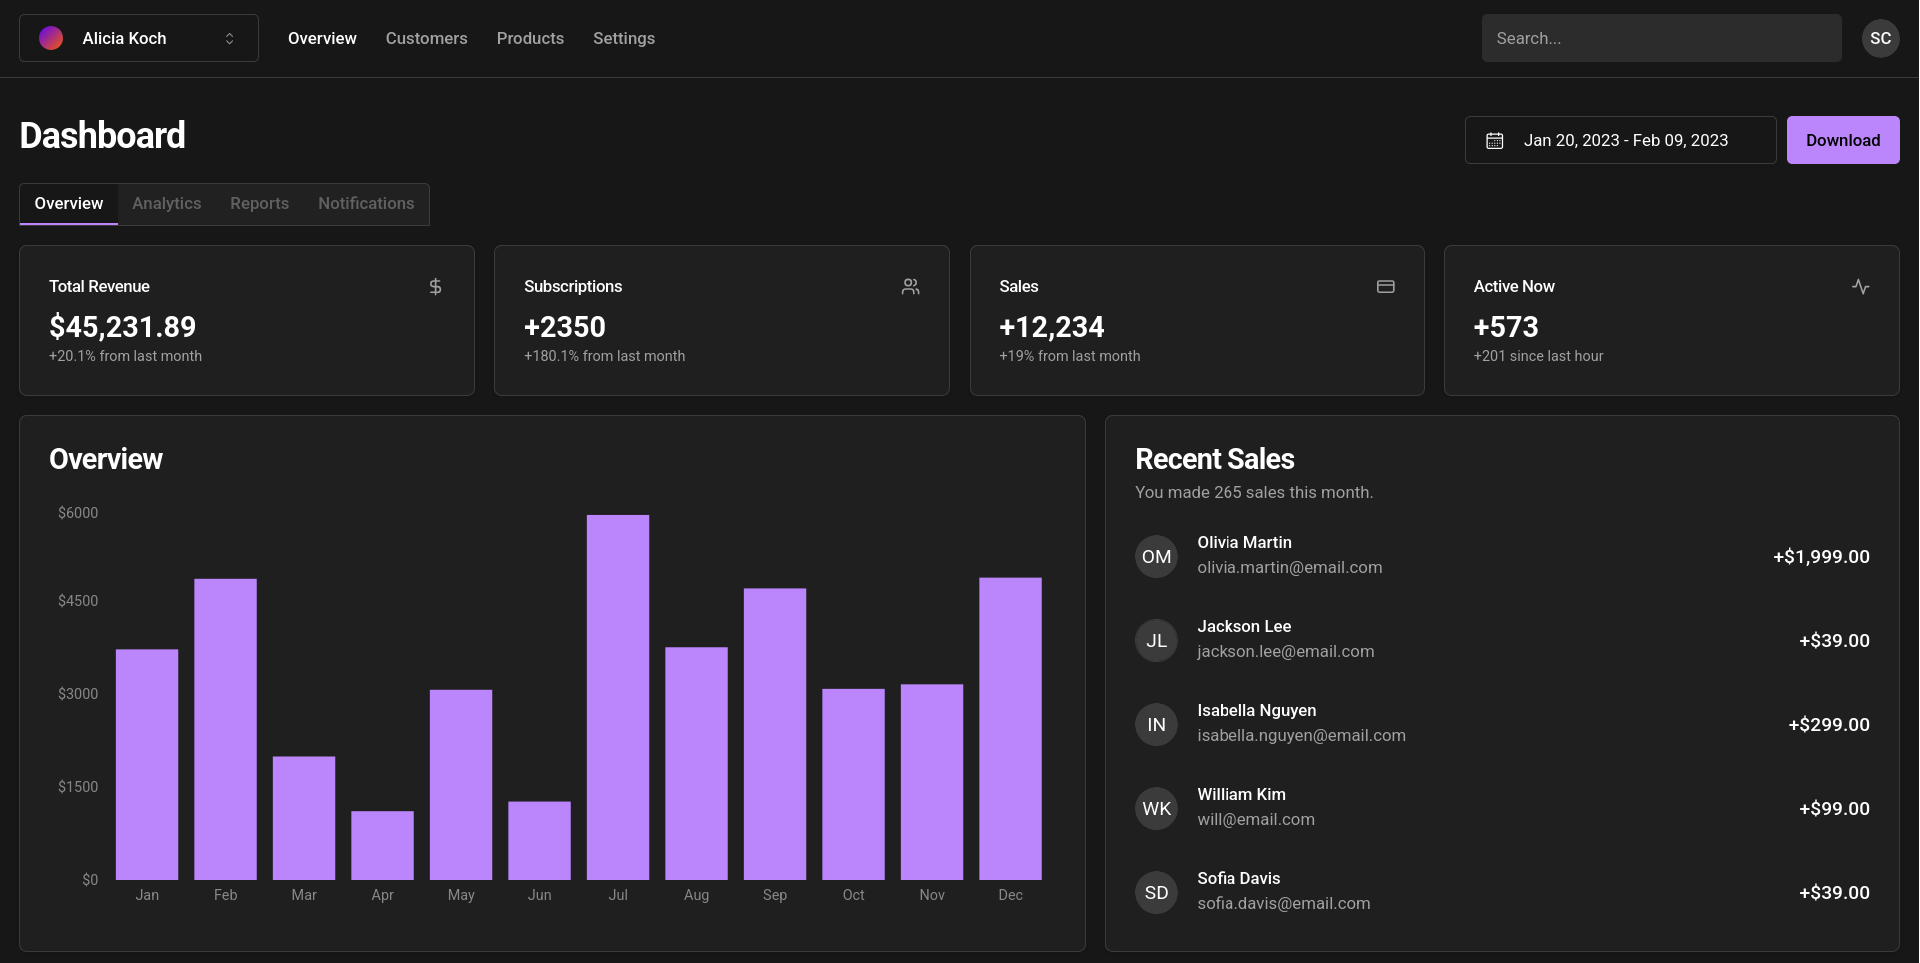 Alicia Koch
Overview Customers Products Settings
Search...
SC
Dashboard
Jan 20, 2023 - Feb 09, 2023
Download
Overview Analytics Reports Notifications
Total Revenue
$45,231.89
+20.1% from last month
Subscriptions
+2350
+180.1% from last month
Sales
+12,234
+19% from last month
Active Now
+573
+201 since last hour
Overview
$6000
$4500
$3000
$1500
$0
Jan Feb Mar Apr May Jun Jul Aug Sep Oct Nov Dec
Recent Sales
You made 265 sales this month.
OM
Olivia Martin
olivia.martin@email.com
+$1,999.00
JL
Jackson Lee
jackson.lee@email.com
+$39.00
IN
Isabella Nguyen
isabella.nguyen@email.com
+$299.00
WK
William Kim
will@email.com
+$99.00
SD
Sofia Davis
sofia.davis@email.com
+$39.00